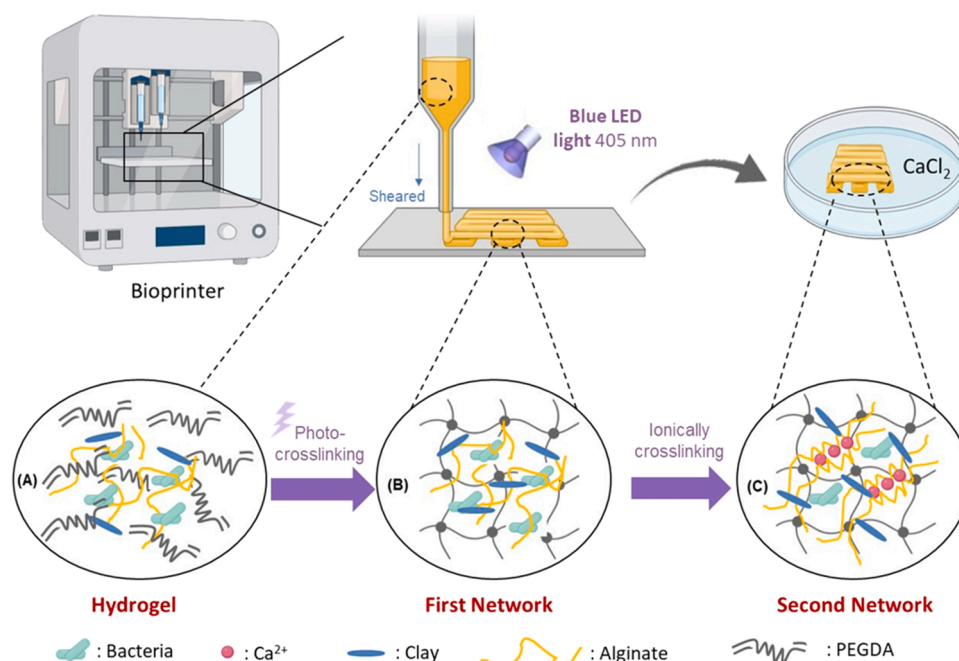 Blue LED
light 405 nm
CaCl₂
Sheared
Bioprinter
Photo-
crosslinking
Ionically
crosslinking
(A)
(B)
(C)
Hydrogel
First Network
Second Network
: Bacteria
: Ca²⁺
: Clay
: Alginate
: PEGDA